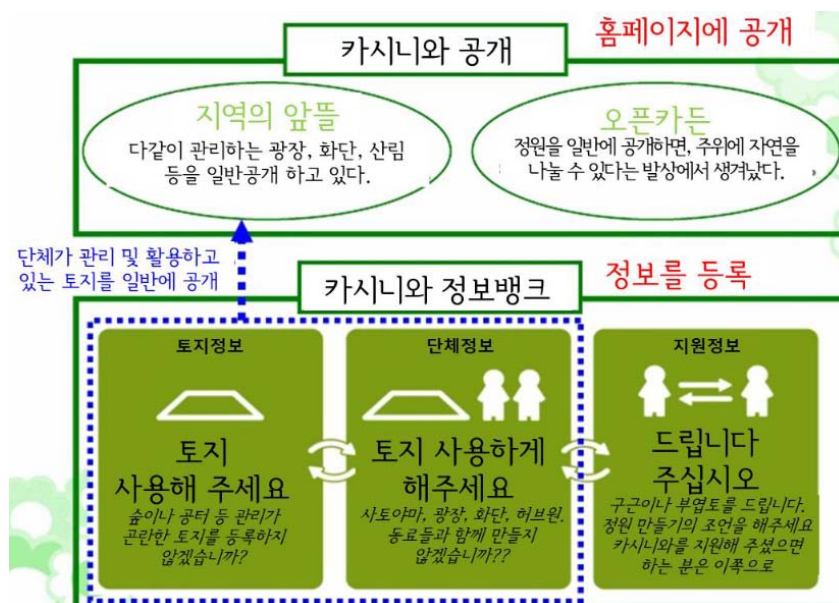 카시니와 공개
홈페이지에 공개
지역의 앞뜰
다같이 관리하는 광장, 화단, 산림
등을 일반공개 하고 있다.
오픈카든
정원을 일반에 공개하면, 주위에 자연을
나눌 수 있다는 발상에서 생겨났다.
단체가 관리 및 활용하고
있는 토지를 일반에 공개
카시니와 정보뱅크
정보를 등록
토지정보
토지
사용해 주세요
숲이나 공터 등 관리가
곤란한 토지를 등록하지
않겠습니까?
단체정보
토지 사용하게
해주세요
사토야마, 광장, 화단, 허브원.
동료들과 함께 만들지
않겠습니까??
지원정보
드립니다
주십시오
구근이나 부엽토를 드립니다.
정원 만들기의 조언을 해주세요
카시니와를 지원해 주셨으면
하는 분은 이쪽으로